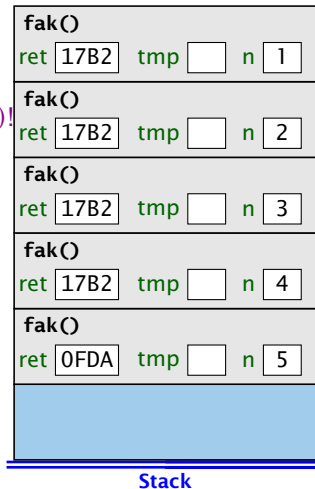 fak()
ret 17B2 tmp n 1
fak()
)! ret 17B2 tmp n 2
fak()
ret 17B2 tmp n 3
fak()
ret 17B2 tmp n 4
fak()
ret 0FDA tmp n 5
Stack